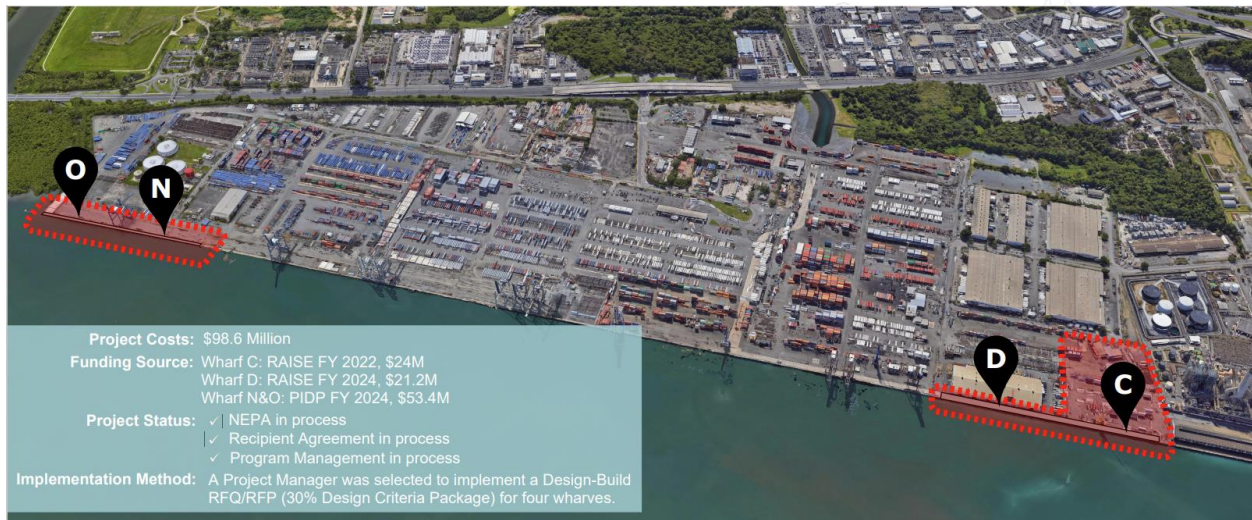 O
N
D
C
Project Costs: $98.6 Million
Funding Source: Wharf C: RAISE FY 2022, $24M
Wharf D: RAISE FY 2024, $21.2M
Wharf N&O: PIDP FY 2024, $53.4M
Project Status: ✓ NEPA in process
✓ Recipient Agreement in process
✓ Program Management in process
Implementation Method: A Project Manager was selected to implement a Design-Build
RFQ/RFP (30% Design Criteria Package) for four wharves.